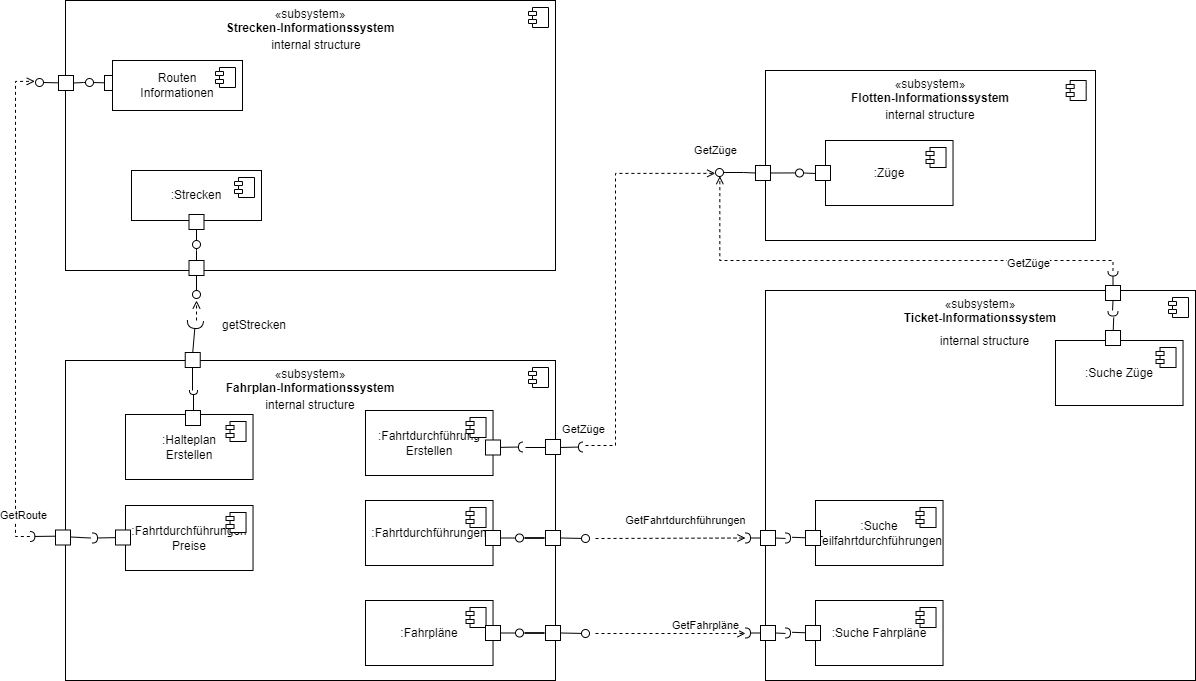 «subsystem»
Strecken-Informationssystem
internal structure
Routen
Informationen
:Strecken
getStrecken
«subsystem»
Fahrplan-Informationssystem
internal structure
:Halteplan
Erstellen
:Fahrtdurchführung
Erstellen
GetZüge
GetRoute
:Fahrtdurchführungen
Preise
:Fahrtdurchführungen
:Fahrpläne
GetZüge
«subsystem»
Flotten-Informationssystem
internal structure
:Züge
GetZüge
«subsystem»
Ticket-Informationssystem
internal structure
:Suche Züge
GetFahrtdurchführungen
:Suche
eilfahrtdurchführungen
GetFahrpläne
:Suche Fahrpläne